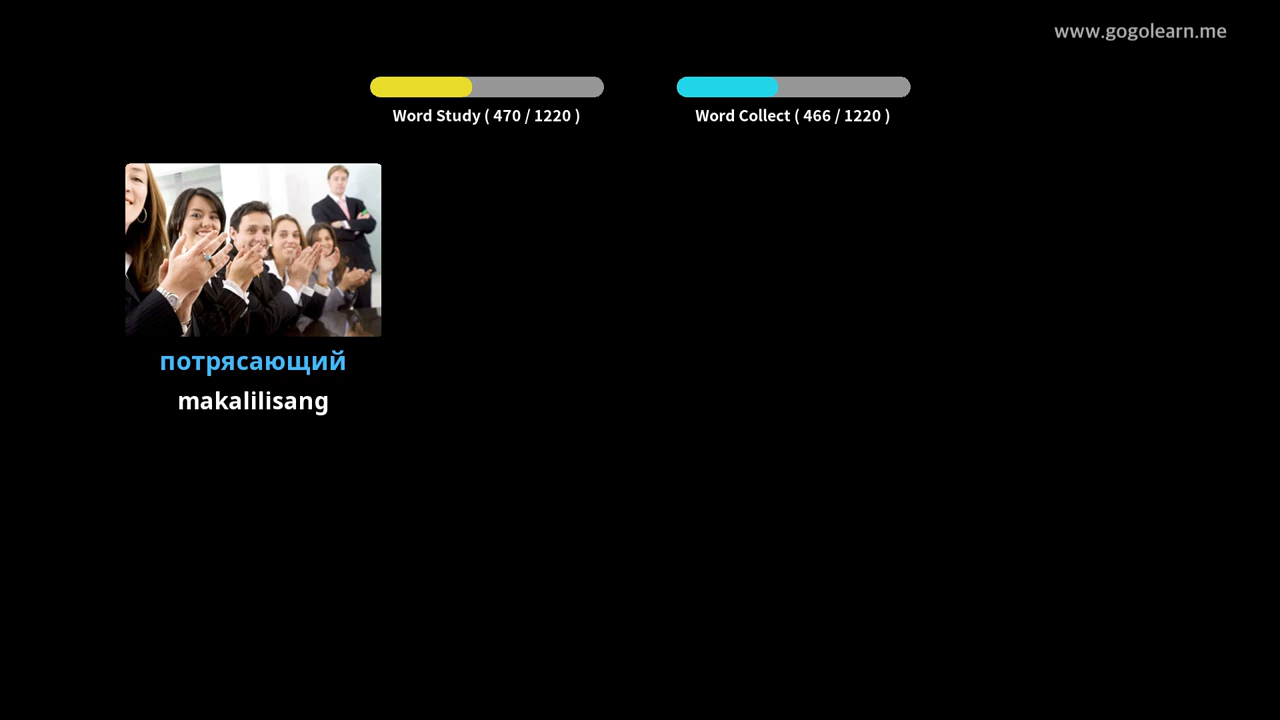 www.gogolearn.me
Word Study ( 470 / 1220 )
Word Collect ( 466 / 1220 )
потрясающий
makalilisang